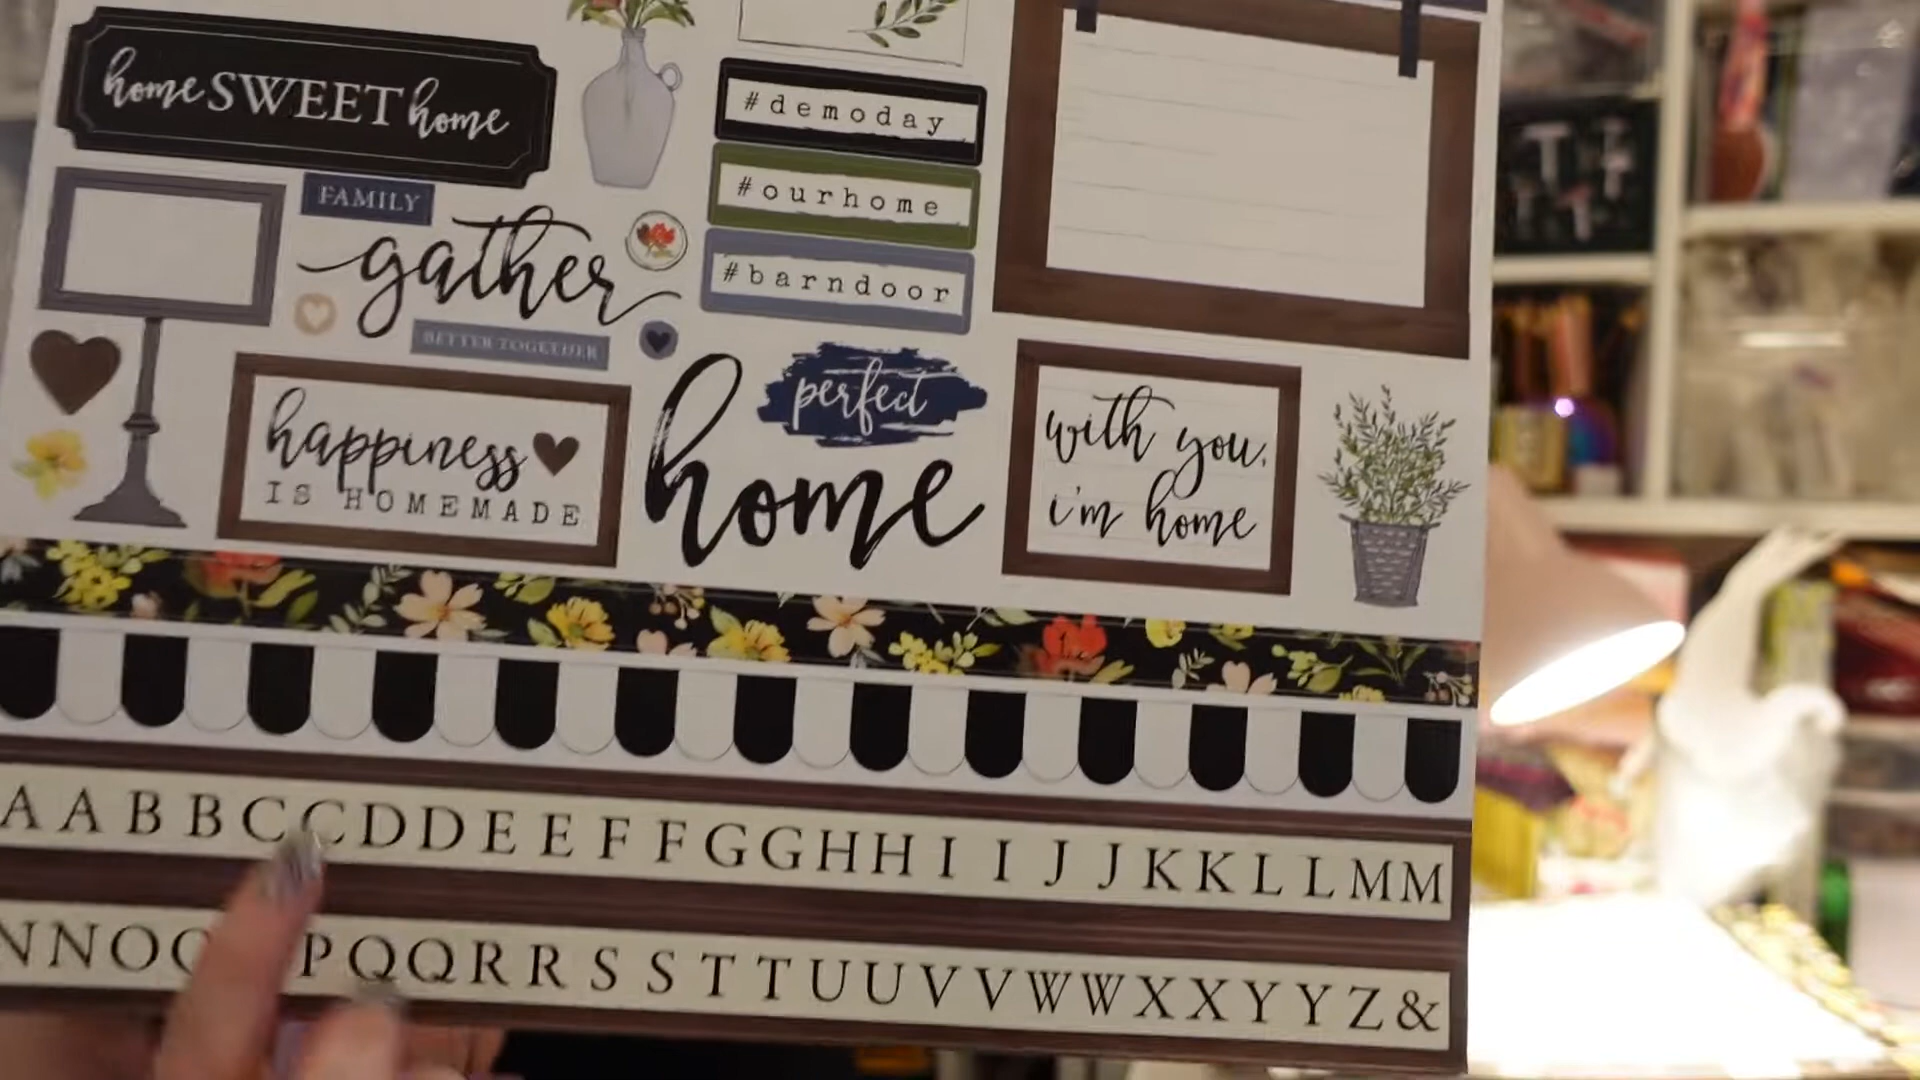 home SWEET home
#demoday
FAMILY
#ourhome
gather
#barndoor
BETTER TOGETHER
perfect
home
happiness
IS HOMEMADE
with you,
i'm home
A A B B C C D D E E F F G G H H I I J J K K L L M M
N N O P Q Q R R S S T T U U V V W W X X Y Y Z &